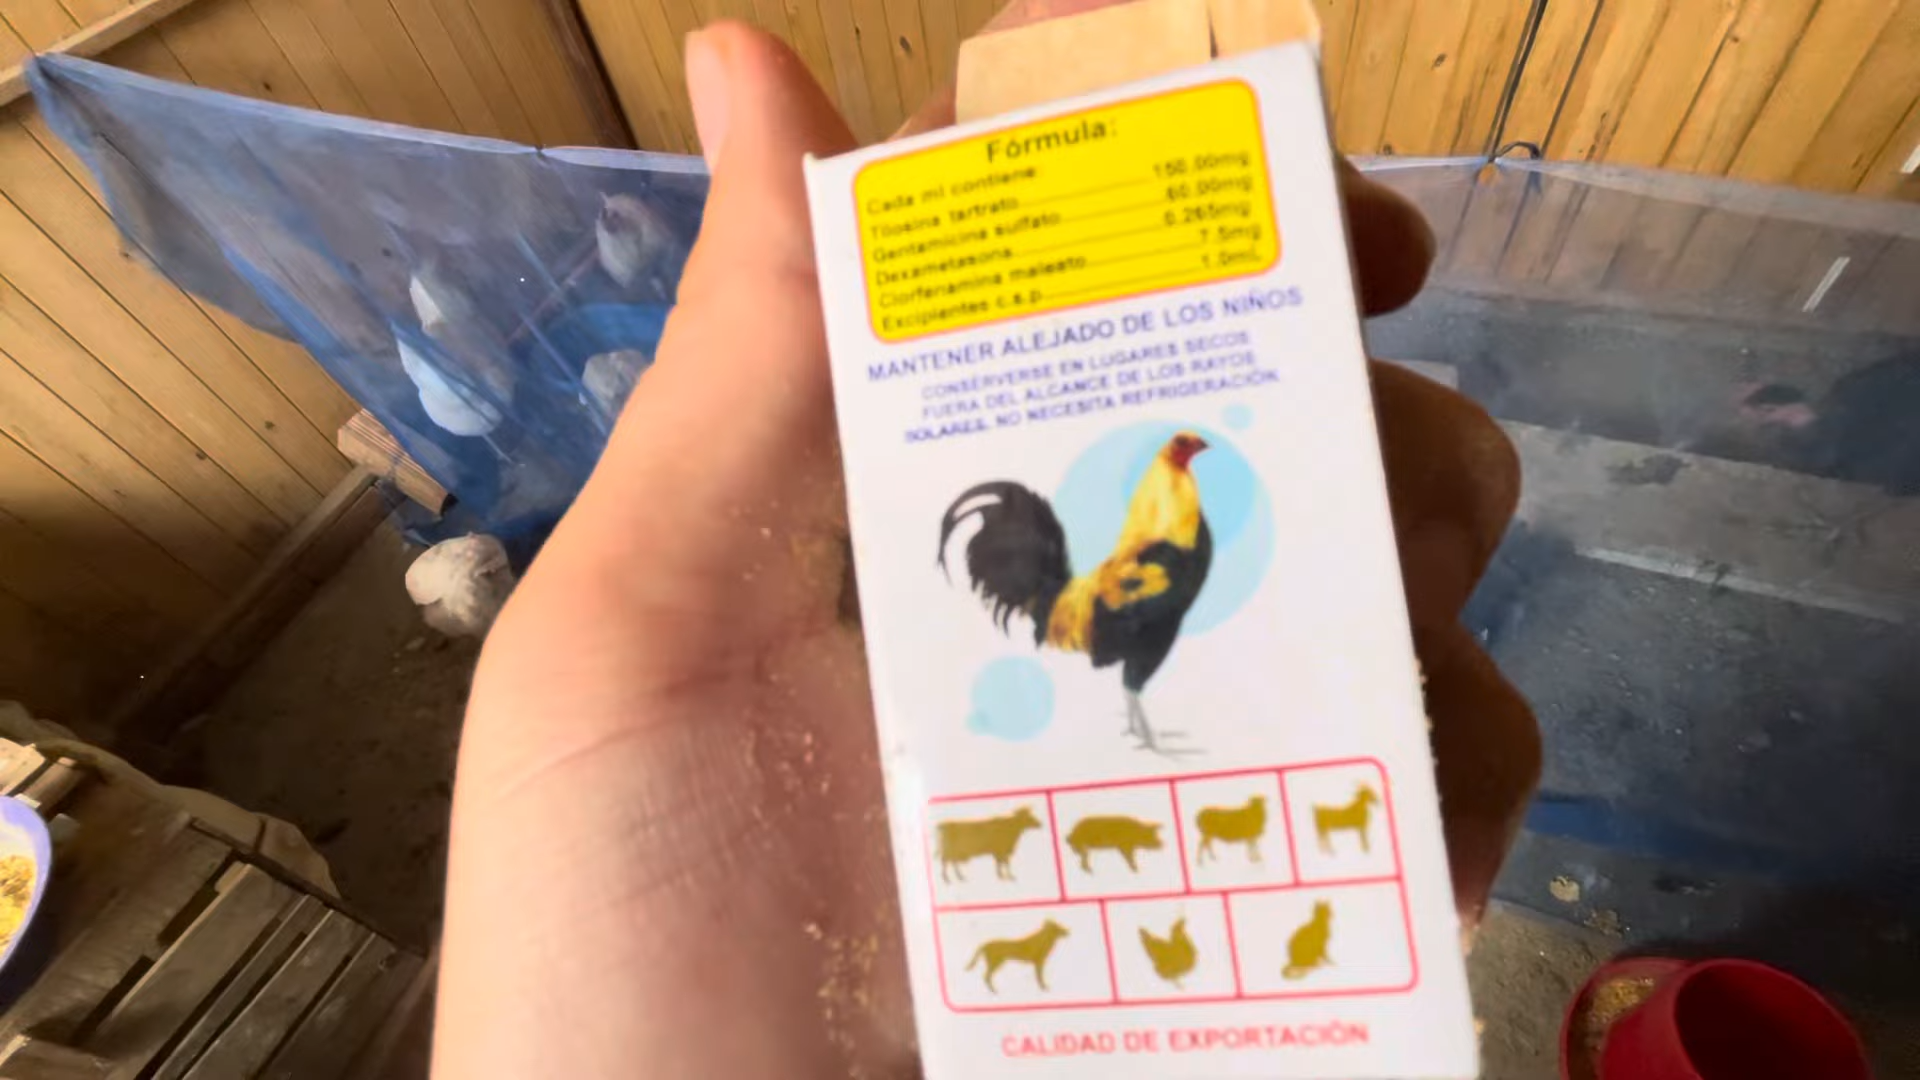 Fórmula:
Cada ml contiene:
Tilosina tartrato 150.00mg
Gentamicina sulfato 60.00mg
Dexametasona 0.265mg
Clorfenamina maleato 7.5mg
Excipientes c.s.p. 1.0mL
MANTENER ALEJADO DE LOS NIÑOS
CONSÉRVERSE EN LUGARES SECOS
FUERA DEL ALCANCE DE LOS RAYOS
SOLARES. NO NECESITA REFRIGERACIÓN.
CALIDAD DE EXPORTACIÓN